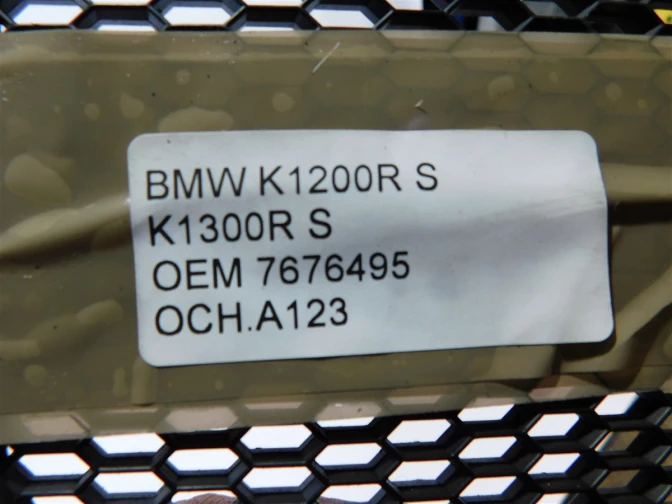 BMW K1200R S
K1300R S
OEM 7676495
OCH.A123